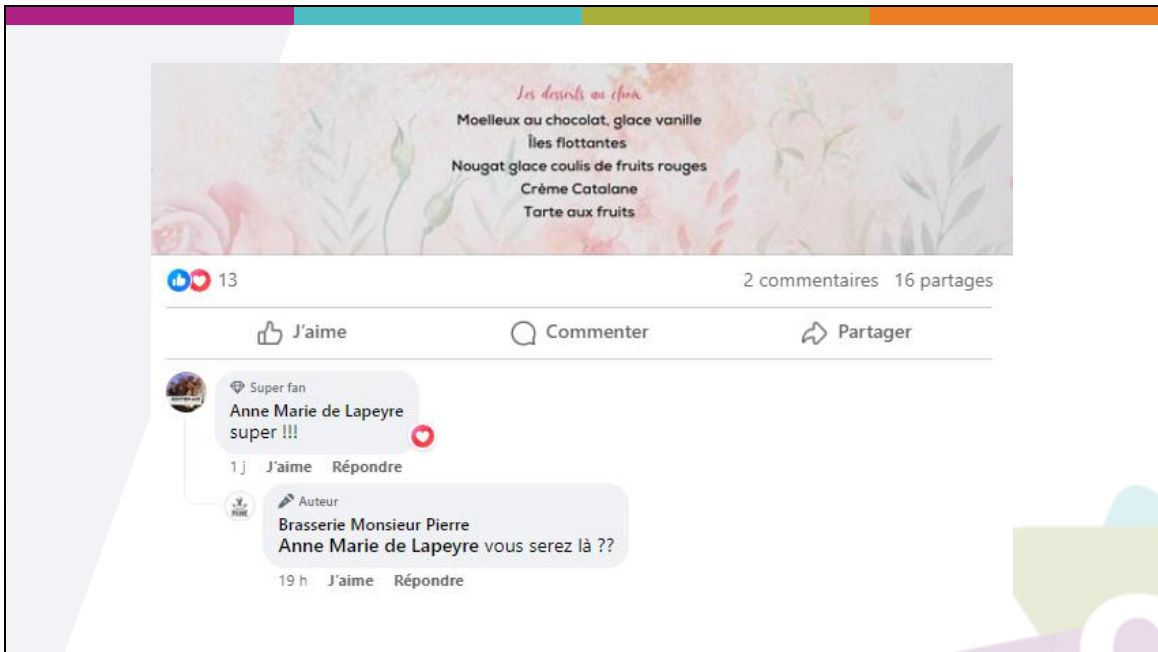 Les desserts au choix
Moelleux au chocolat, glace vanille
Îles flottantes
Nougat glace coulis de fruits rouges
Crème Catalane
Tarte aux fruits
13
2 commentaires 16 partages
J'aime Commenter Partager
Super fan
Anne Marie de Lapeyre
super !!!
1 j J'aime Répondre
Auteur
Brasserie Monsieur Pierre
Anne Marie de Lapeyre vous serez là ??
19 h J'aime Répondre